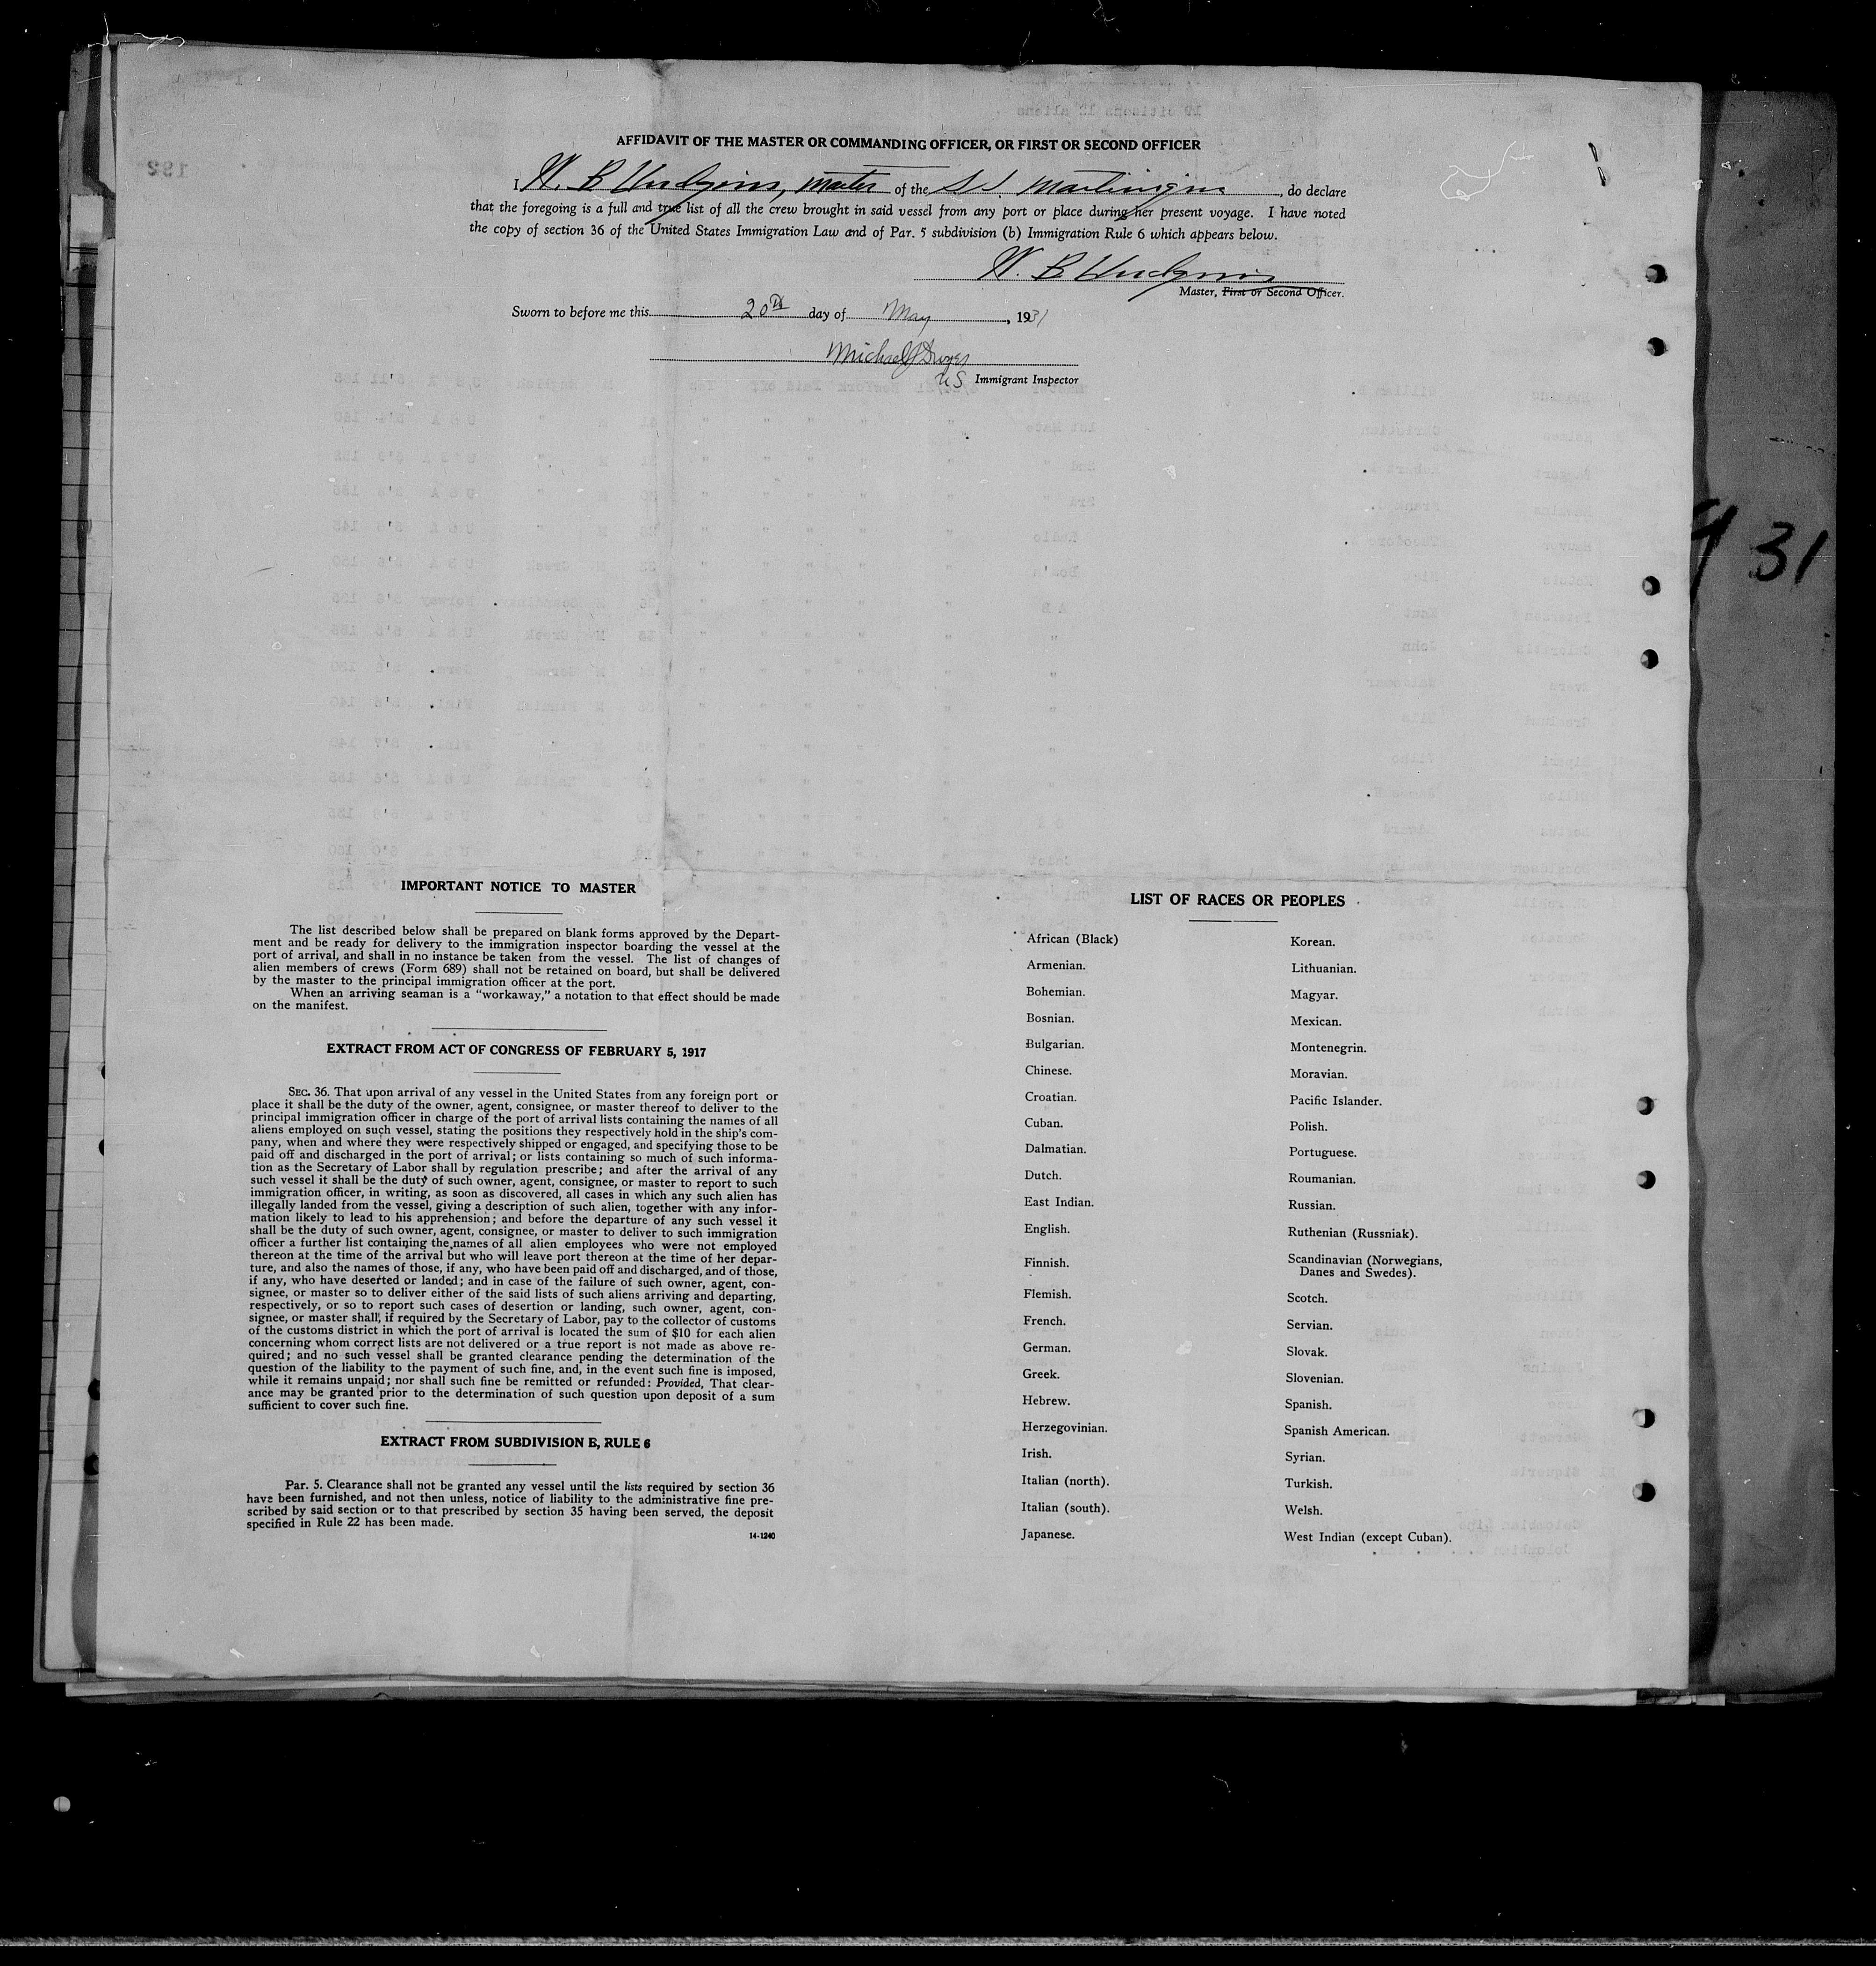 AFFIDAVIT OF THE MASTER OR COMMANDING OFFICER, OR FIRST OR SECOND OFFICER
I, W. B Hudgins, Master of the S S Martinique, do declare
that the foregoing is a full and true list of all the crew brought in said vessel from any port or place during her present voyage. I have noted
the copy of section 36 of the United States Immigration Law and of Par. 5 subdivision (b) Immigration Rule 6 which appears below.
W. B Hudgins
Master, First or Second Officer.
Sworn to before me this 20th day of May, 1931
Michael
US Immigrant Inspector
31
IMPORTANT NOTICE TO MASTER
The list described below shall be prepared on blank forms approved by the Depart-
ment and be ready for delivery to the immigration inspector boarding the vessel at the
port of arrival, and shall in no instance be taken from the vessel. The list of changes of
alien members of crews (Form 689) shall not be retained on board, but shall be delivered
by the master to the principal immigration officer at the port.
When an arriving seaman is a "workaway," a notation to that effect should be made
on the manifest.
EXTRACT FROM ACT OF CONGRESS OF FEBRUARY 5, 1917
SEC. 36. That upon arrival of any vessel in the United States from any foreign port or
place it shall be the duty of the owner, agent, consignee, or master thereof to deliver to the
principal immigration officer in charge of the port of arrival lists containing the names of all
aliens employed on such vessel, stating the positions they respectively hold in the ship's com-
pany, when and where they were respectively shipped or engaged, and specifying those to be
paid off and discharged in the port of arrival; or lists containing so much of such informa-
tion as the Secretary of Labor shall by regulation prescribe; and after the arrival of any
such vessel it shall be the duty of such owner, agent, consignee, or master to report to such
immigration officer, in writing, as soon as discovered, all cases in which any such alien has
illegally landed from the vessel, giving a description of such alien, together with any infor-
mation likely to lead to his apprehension; and before the departure of any such vessel it
shall be the duty of such owner, agent, consignee, or master to deliver to such immigration
officer a further list containing the names of all alien employees who were not employed
thereon at the time of the arrival but who will leave port thereon at the time of her depar-
ture, and also the names of those, if any, who have been paid off and discharged, and of those,
if any, who have deserted or landed; and in case of the failure of such owner, agent, con-
signee, or master so to deliver either of the said lists of such aliens arriving and departing,
respectively, or so to report such cases of desertion or landing, such owner, agent, con-
signee, or master shall, if required by the Secretary of Labor, pay to the collector of customs
of the customs district in which the port of arrival is located the sum of $10 for each alien
concerning whom correct lists are not delivered or a true report is not made as above re-
quired; and no such vessel shall be granted clearance pending the determination of the
question of the liability to the payment of such fine, and, in the event such fine is imposed,
while it remains unpaid; nor shall such fine be remitted or refunded: Provided, That clear-
ance may be granted prior to the determination of such question upon deposit of a sum
sufficient to cover such fine.
EXTRACT FROM SUBDIVISION B, RULE 6
Par. 5. Clearance shall not be granted any vessel until the lists required by section 36
have been furnished, and not then unless, notice of liability to the administrative fine pre-
scribed by said section or to that prescribed by section 35 having been served, the deposit
specified in Rule 22 has been made.
14-1240
LIST OF RACES OR PEOPLES
African (Black)
Armenian.
Bohemian.
Bosnian.
Bulgarian.
Chinese.
Croatian.
Cuban.
Dalmatian.
Dutch.
East Indian.
English.
Finnish.
Flemish.
French.
German.
Greek.
Hebrew.
Herzegovinian.
Irish.
Italian (north).
Italian (south).
Japanese.
Korean.
Lithuanian.
Magyar.
Mexican.
Montenegrin.
Moravian.
Pacific Islander.
Polish.
Portuguese.
Roumanian.
Russian.
Ruthenian (Russniak).
Scandinavian (Norwegians,
Danes and Swedes).
Scotch.
Servian.
Slovak.
Slovenian.
Spanish.
Spanish American.
Syrian.
Turkish.
Welsh.
West Indian (except Cuban).